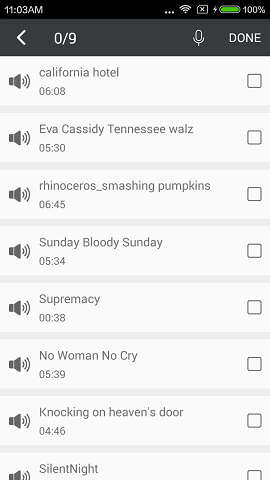 11:03AM
... 100%
0/9
DONE
california hotel
06:08
Eva Cassidy Tennessee walz
05:30
rhinoceros_smashing pumpkins
06:45
Sunday Bloody Sunday
05:34
Supremacy
00:38
No Woman No Cry
05:39
Knocking on heaven's door
04:46
SilentNight